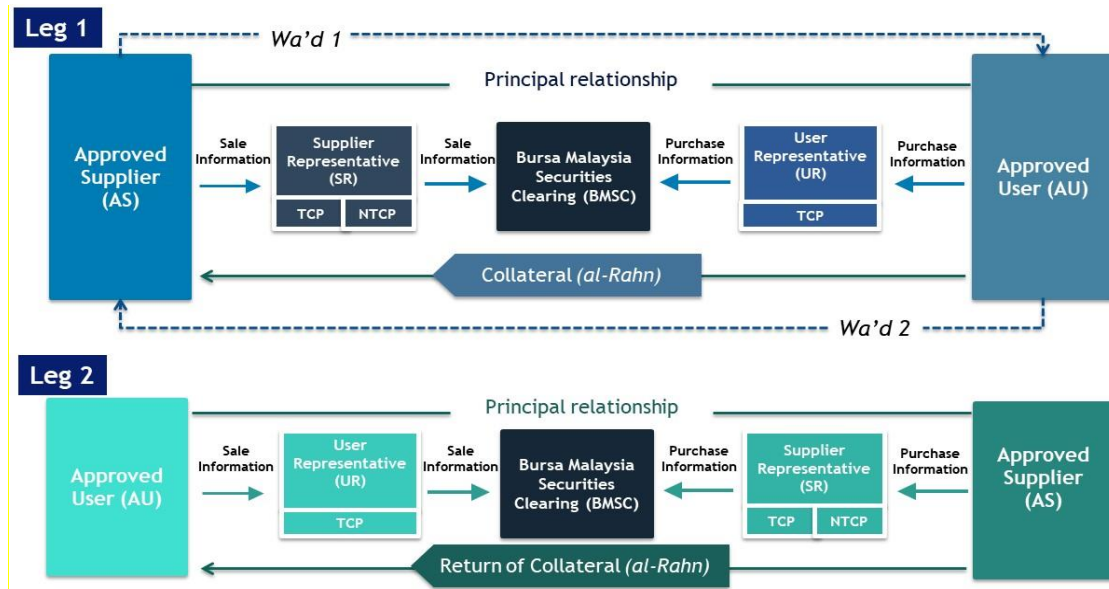 Leg 1
Wa'd 1
Principal relationship
Approved
Supplier
(AS)
Sale
Information
Supplier
Representative
(SR)
TCP
NTCP
Sale
Information
Bursa Malaysia
Securities
Clearing (BMSC)
Purchase
Information
User
Representative
(UR)
TCP
Purchase
Information
Approved
User (AU)
Collateral (al-Rahn)
Wa'd 2
Leg 2
Principal relationship
Approved
User (AU)
Sale
Information
User
Representative
(UR)
TCP
Sale
Information
Bursa Malaysia
Securities
Clearing (BMSC)
Purchase
Information
Supplier
Representative
(SR)
TCP
NTCP
Purchase
Information
Approved
Supplier
(AS)
Return of Collateral (al-Rahn)